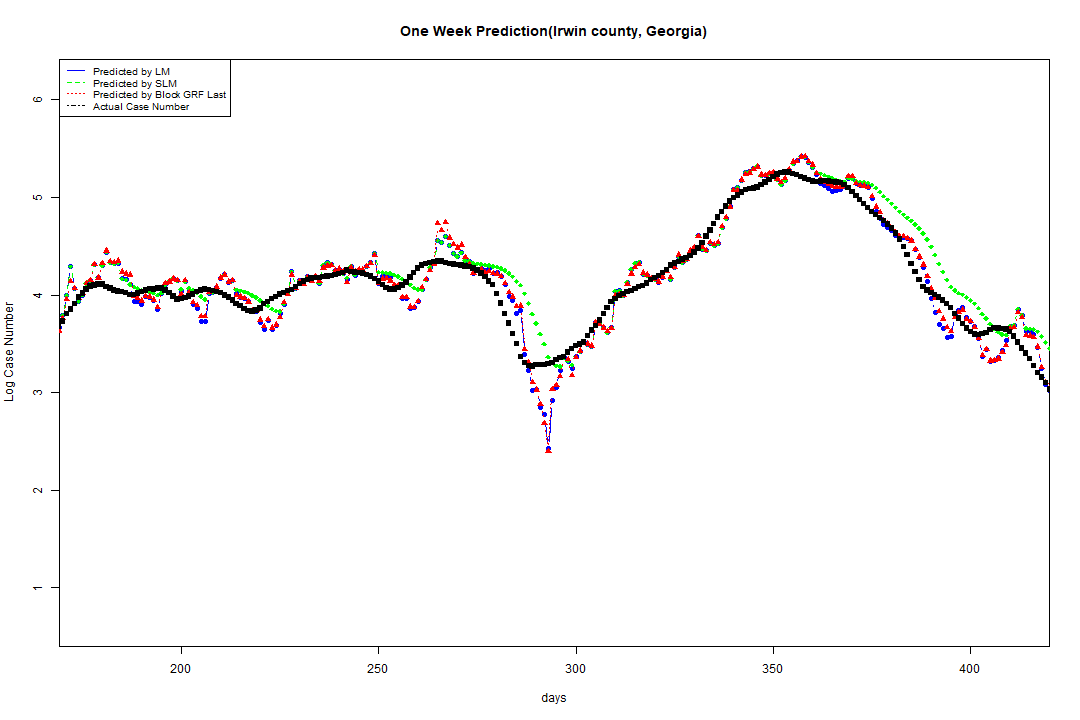 One Week Prediction(Irwin county, Georgia)
Predicted by LM
Predicted by SLM
Predicted by Block GRF Last
Actual Case Number
Log Case Number
6
5
4
3
2
1
200
250
300
350
400
days